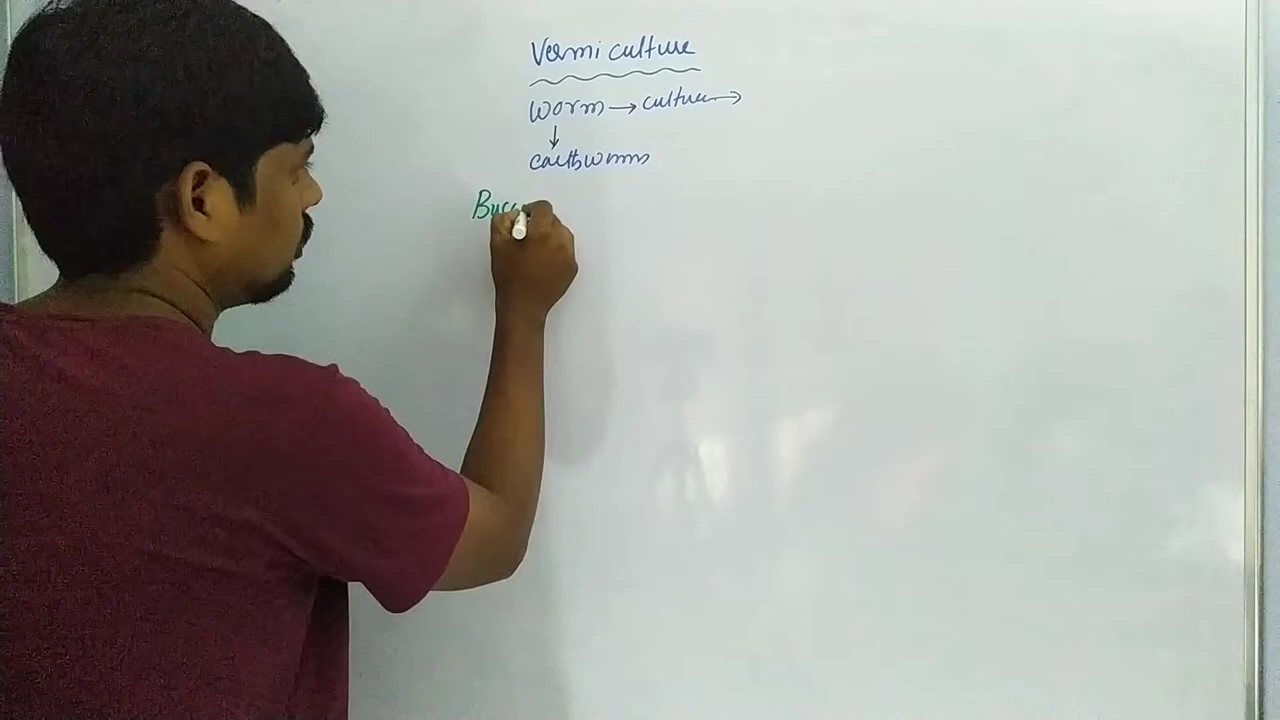 Vermi culture
worm → culture →
↓
earthworms